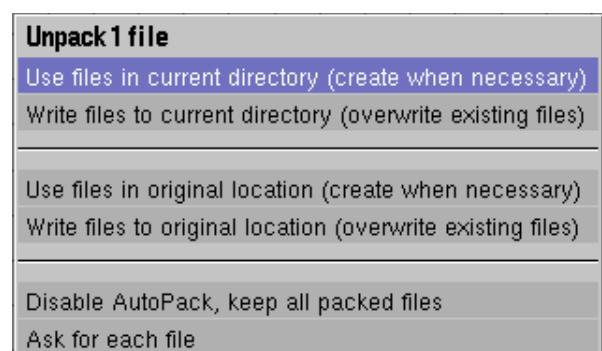 Unpack 1 file
Use files in current directory (create when necessary)
Write files to current directory (overwrite existing files)
Use files in original location (create when necessary)
Write files to original location (overwrite existing files)
Disable AutoPack, keep all packed files
Ask for each file